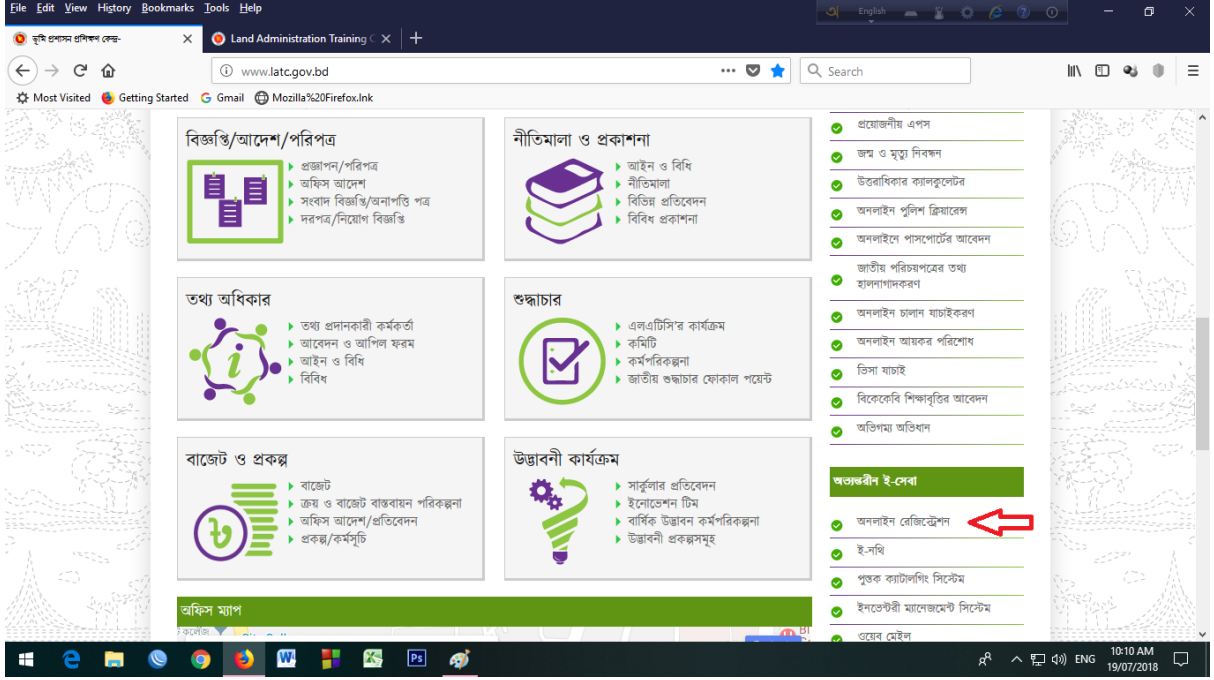 File Edit View History Bookmarks Tools Help
English
ভূমি প্রশাসন প্রশিক্ষণ কেন্দ্র-
Land Administration Training C
www.latc.gov.bd
Search
Most Visited Getting Started Gmail Mozilla%20Firefox.lnk
বিজ্ঞপ্তি/আদেশ/পরিপত্র
প্রজ্ঞাপন/পরিপত্র
অফিস আদেশ
সংবাদ বিজ্ঞপ্তি/অনাপত্তি পত্র
দরপত্র/নিয়োগ বিজ্ঞপ্তি
নীতিমালা ও প্রকাশনা
আইন ও বিধি
নীতিমালা
বিভিন্ন প্রতিবেদন
বিবিধ প্রকাশনা
তথ্য অধিকার
তথ্য প্রদানকারী কর্মকর্তা
আবেদন ও আপিল ফরম
আইন ও বিধি
বিবিধ
শুদ্ধাচার
এলএটিসি'র কার্যক্রম
কমিটি
কর্মপরিকল্পনা
জাতীয় শুদ্ধাচার ফোকাল পয়েন্ট
বাজেট ও প্রকল্প
বাজেট
ক্রয় ও বাজেট বাস্তবায়ন পরিকল্পনা
অফিস আদেশ/প্রতিবেদন
প্রকল্প/কর্মসূচি
উদ্ভাবনী কার্যক্রম
সার্কুলার প্রতিবেদন
ইনোভেশন টিম
বার্ষিক উদ্ভাবন কর্মপরিকল্পনা
উদ্ভাবনী প্রকল্পসমূহ
অফিস ম্যাপ
প্রয়োজনীয় এপস
জন্ম ও মৃত্যু নিবন্ধন
উত্তরাধিকার ক্যালকুলেটর
অনলাইন পুলিশ ক্লিয়ারেন্স
অনলাইনে পাসপোর্টের আবেদন
জাতীয় পরিচয়পত্রের তথ্য
হালনাগাদকরণ
অনলাইন চালান যাচাইকরণ
অনলাইন আয়কর পরিশোধ
ভিসা যাচাই
বিকেকেবি শিক্ষাবৃত্তির আবেদন
অভিগম্য অভিধান
অভ্যন্তরীন ই-সেবা
অনলাইন রেজিস্ট্রেশন
ই-নথি
পুস্তক ক্যাটালগিং সিস্টেম
ইনভেন্টরী ম্যানেজমেন্ট সিস্টেম
ওয়েব মেইল
ENG
10:10 AM
19/07/2018